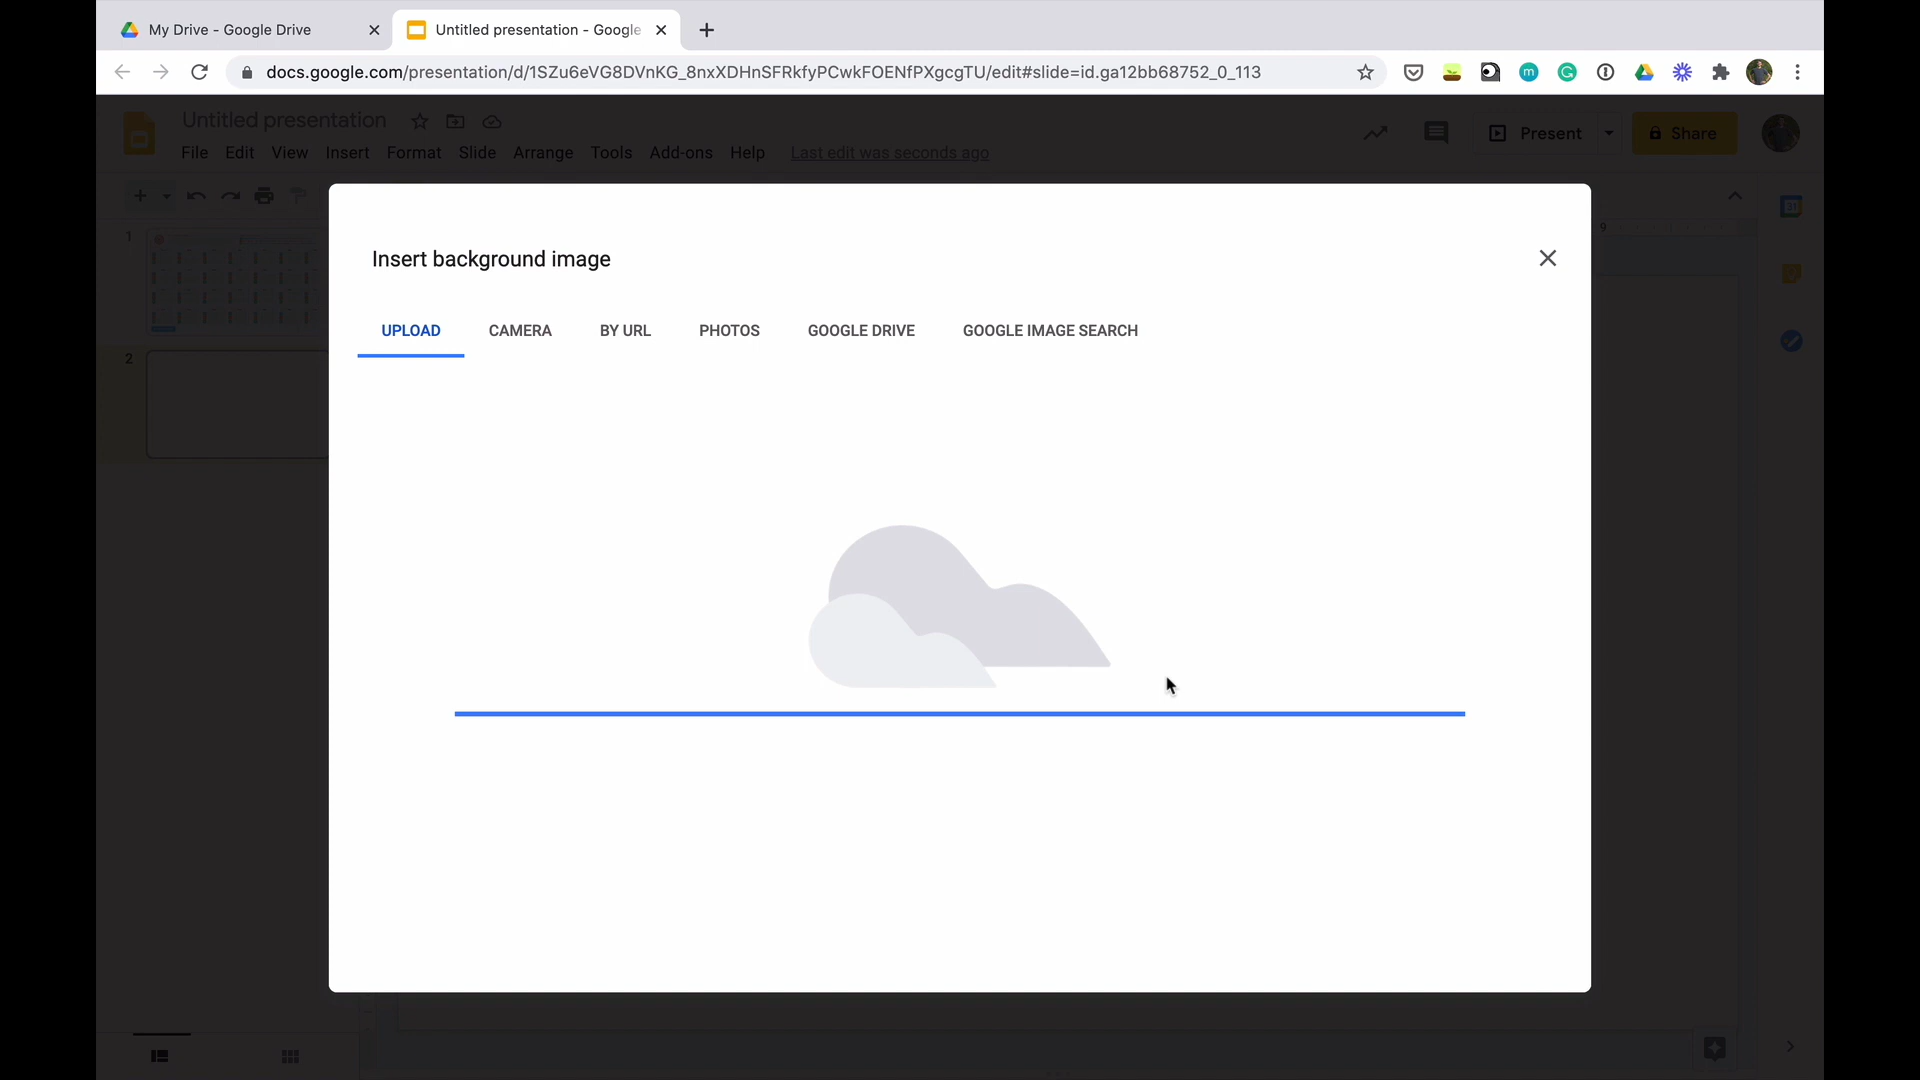 My Drive - Google Drive
Untitled presentation - Google
docs.google.com/presentation/d/1SZu6eVG8DVnKG_8nxXDHnSFRkfyPCwkFOENfPXgcgTU/edit#slide=id.ga12bb68752_0_113
Untitled presentation
Present
Share
File Edit View Insert Format Slide Arrange Tools Add-ons Help Last edit was seconds ago
1
9
31
Insert background image
UPLOAD CAMERA BY URL PHOTOS GOOGLE DRIVE GOOGLE IMAGE SEARCH
2